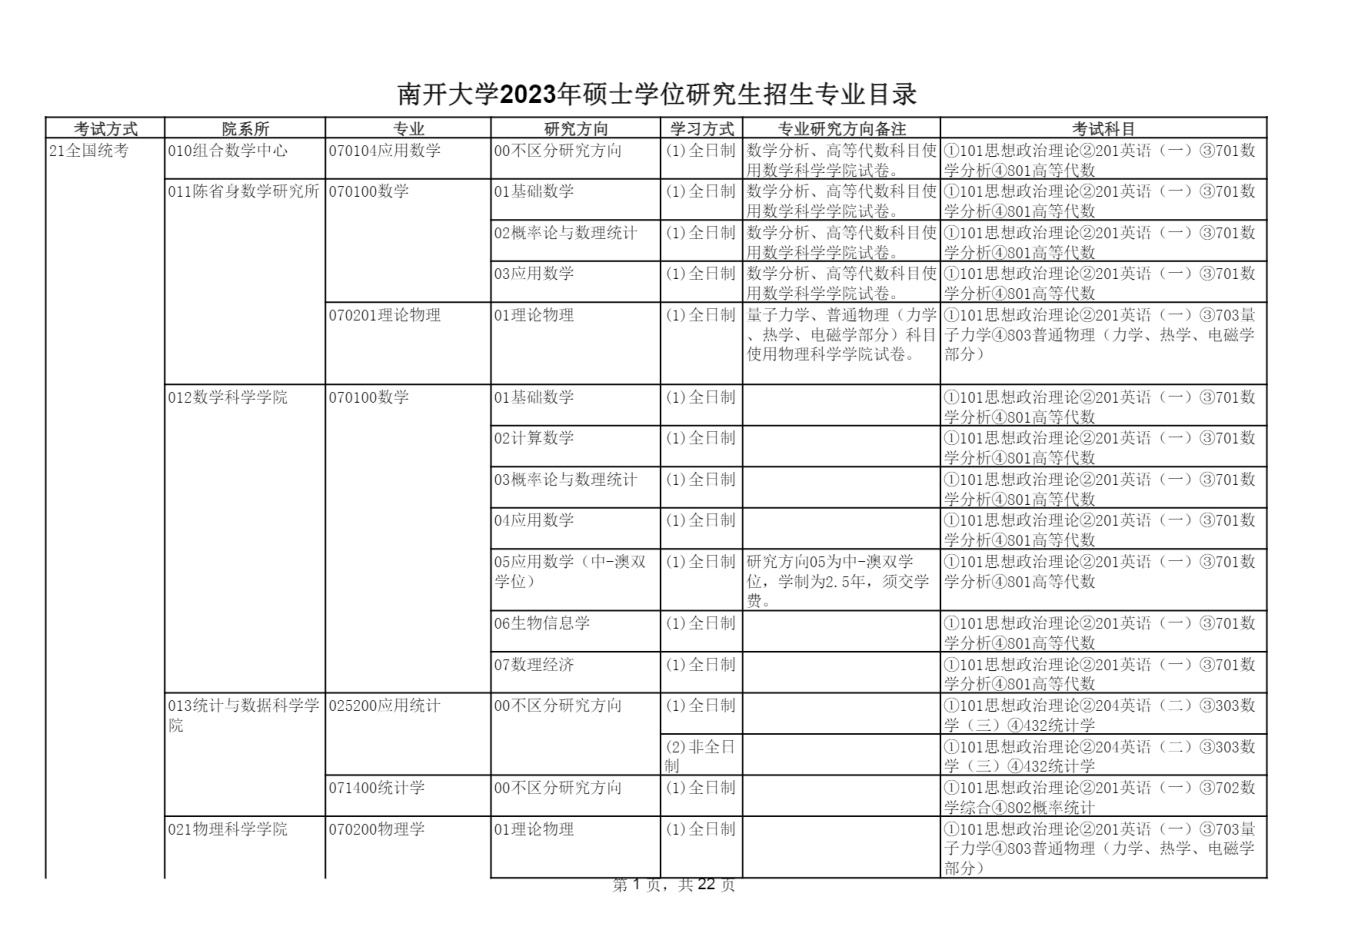 南开大学2023年硕士学位研究生招生专业目录
考试方式 院系所 专业 研究方向 学习方式 专业研究方向备注 考试科目
21全国统考 010组合数学中心 070104应用数学 00不区分研究方向 (1)全日制 数学分析、高等代数科目使 ①101思想政治理论②201英语（一）③701数
用数学科学学院试卷。 学分析④801高等代数
011陈省身数学研究所 070100数学 01基础数学 (1)全日制 数学分析、高等代数科目使 ①101思想政治理论②201英语（一）③701数
用数学科学学院试卷。 学分析④801高等代数
02概率论与数理统计 (1)全日制 数学分析、高等代数科目使 ①101思想政治理论②201英语（一）③701数
用数学科学学院试卷。 学分析④801高等代数
03应用数学 (1)全日制 数学分析、高等代数科目使 ①101思想政治理论②201英语（一）③701数
用数学科学学院试卷。 学分析④801高等代数
070201理论物理 01理论物理 (1)全日制 量子力学、普通物理（力学 ①101思想政治理论②201英语（一）③703量
、热学、电磁学部分）科目 子力学④803普通物理（力学、热学、电磁学
使用物理科学学院试卷。 部分）
012数学科学学院 070100数学 01基础数学 (1)全日制 ①101思想政治理论②201英语（一）③701数
学分析④801高等代数
02计算数学 (1)全日制 ①101思想政治理论②201英语（一）③701数
学分析④801高等代数
03概率论与数理统计 (1)全日制 ①101思想政治理论②201英语（一）③701数
学分析④801高等代数
04应用数学 (1)全日制 ①101思想政治理论②201英语（一）③701数
学分析④801高等代数
05应用数学（中-澳双 (1)全日制 研究方向05为中-澳双学 ①101思想政治理论②201英语（一）③701数
学位） 位，学制为2.5年，须交学 学分析④801高等代数
费。
06生物信息学 (1)全日制 ①101思想政治理论②201英语（一）③701数
学分析④801高等代数
07数理经济 (1)全日制 ①101思想政治理论②201英语（一）③701数
学分析④801高等代数
013统计与数据科学学 025200应用统计 00不区分研究方向 (1)全日制 ①101思想政治理论②204英语（二）③303数
院 学（三）④432统计学
(2)非全日 ①101思想政治理论②204英语（二）③303数
制 学（三）④432统计学
071400统计学 00不区分研究方向 (1)全日制 ①101思想政治理论②201英语（一）③702数
学综合④802概率统计
021物理科学学院 070200物理学 01理论物理 (1)全日制 ①101思想政治理论②201英语（一）③703量
子力学④803普通物理（力学、热学、电磁学
部分）
第 1 页，共 22 页